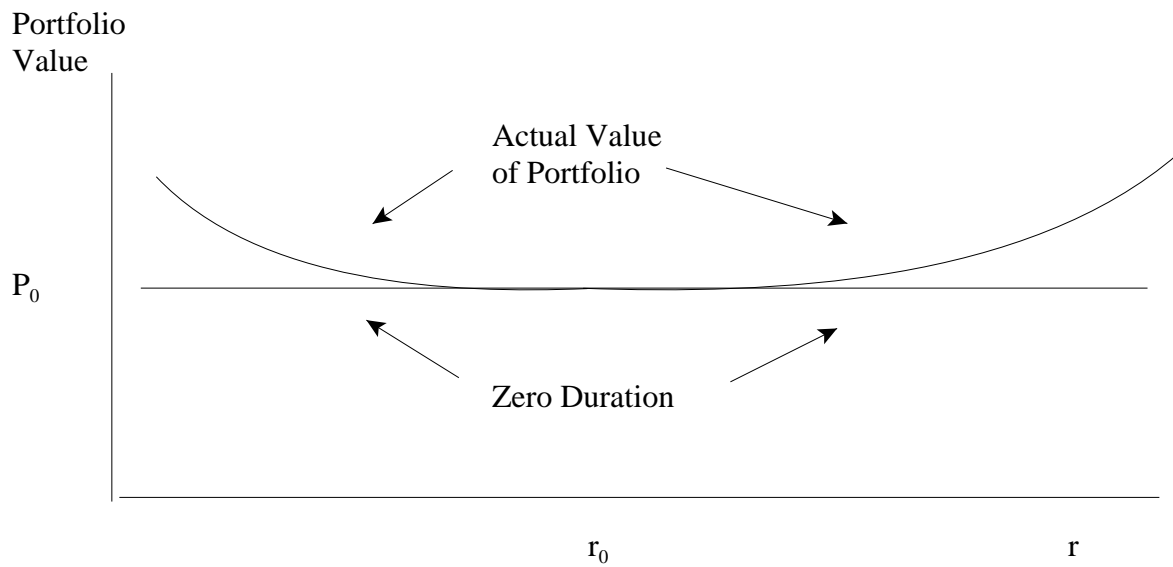 Portfolio
Value
Actual Value
of Portfolio
P₀
Zero Duration
r₀
r